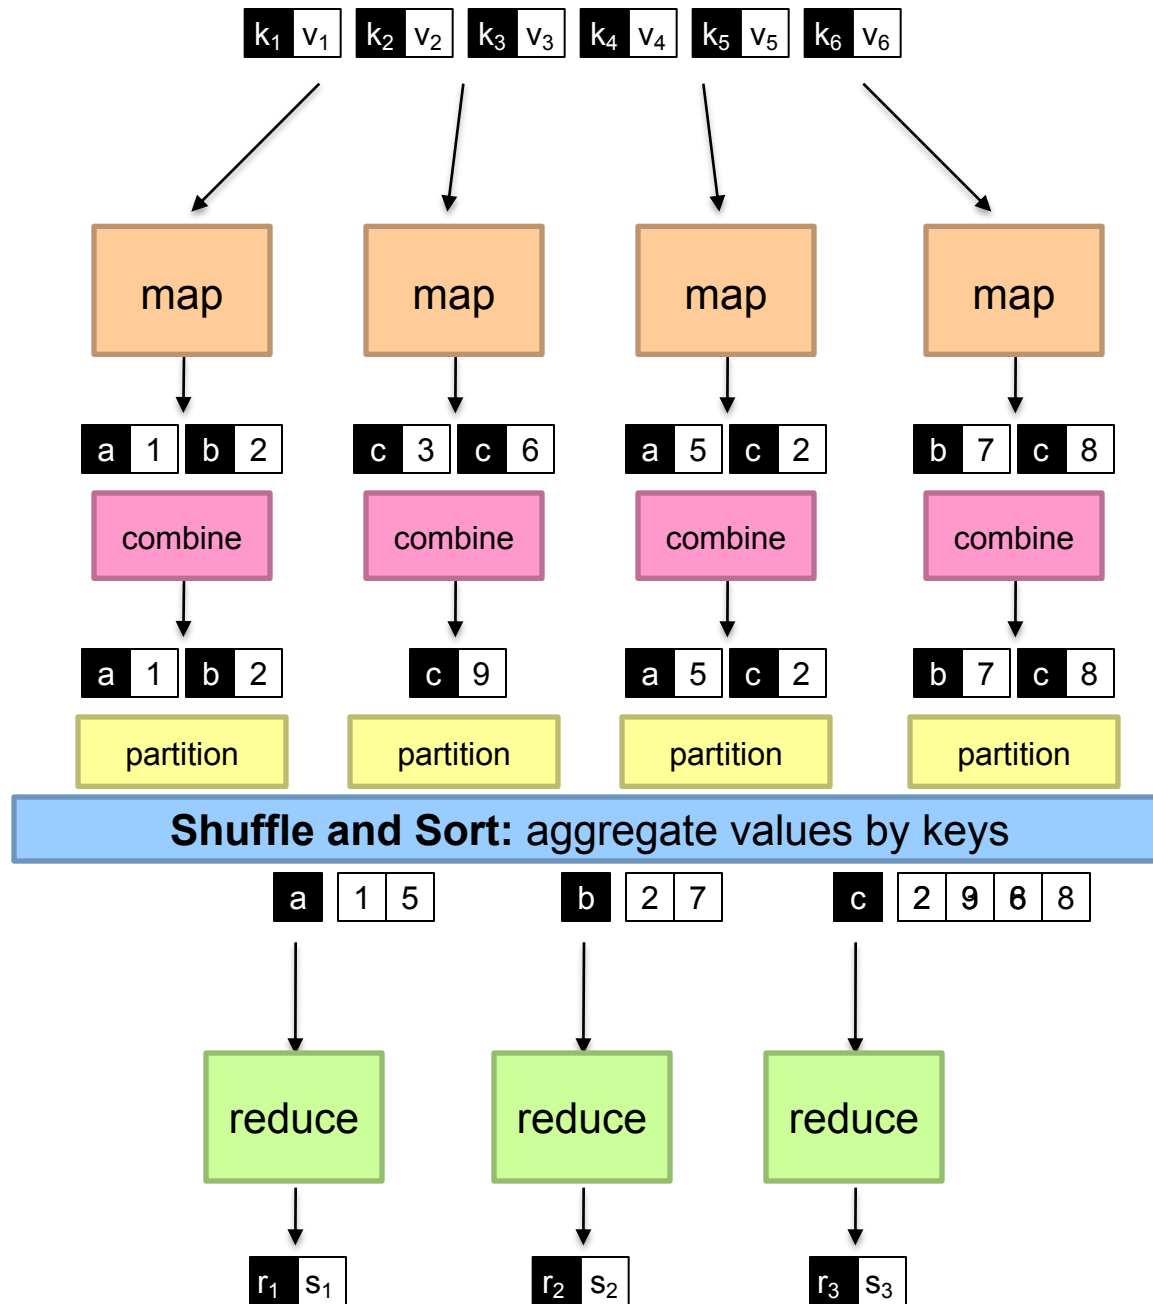 k₁ v₁ k₂ v₂ k₃ v₃ k₄ v₄ k₅ v₅ k₆ v₆
map map map map
a 1 b 2 c 3 c 6 a 5 c 2 b 7 c 8
combine combine combine combine
a 1 b 2 c 9 a 5 c 2 b 7 c 8
partition partition partition partition
Shuffle and Sort: aggregate values by keys
a 1 5 b 2 7 c 2 8
reduce reduce reduce
r₁ s₁ r₂ s₂ r₃ s₃